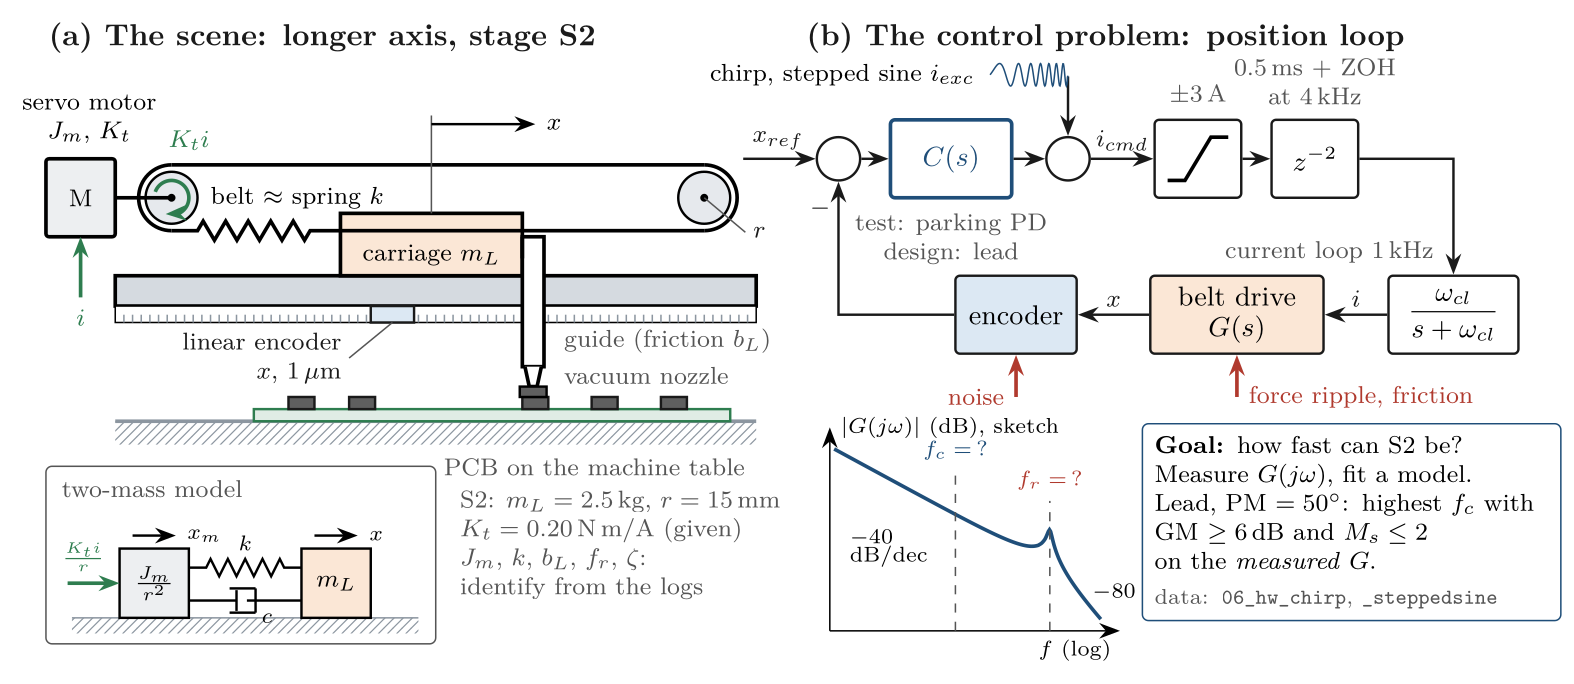 (a) The scene: longer axis, stage S2
servo motor
J_m, K_t
K_t i
x
M
belt ≈ spring k
carriage m_L
r
i
linear encoder
x, 1 μm
guide (friction b_L)
vacuum nozzle
PCB on the machine table
S2: m_L = 2.5 kg, r = 15 mm
K_t = 0.20 N m/A (given)
J_m, k, b_L, f_r, ζ:
identify from the logs
two-mass model
x_m
k
x
K_t i / r
J_m / r^2
m_L
c
(b) The control problem: position loop
chirp, stepped sine i_exc
0.5 ms + ZOH
at 4 kHz
±3 A
x_ref
C(s)
i_cmd
z^{-2}
−
test: parking PD
design: lead
current loop 1 kHz
encoder
x
belt drive
G(s)
i
ω_cl / (s + ω_cl)
noise
force ripple, friction
|G(jω)| (dB), sketch
f_c = ?
f_r = ?
−40
dB/dec
−80
f (log)
Goal: how fast can S2 be?
Measure G(jω), fit a model.
Lead, PM = 50°: highest f_c with
GM ≥ 6 dB and M_s ≤ 2
on the measured G.
data: 06_hw_chirp, _steppedsine